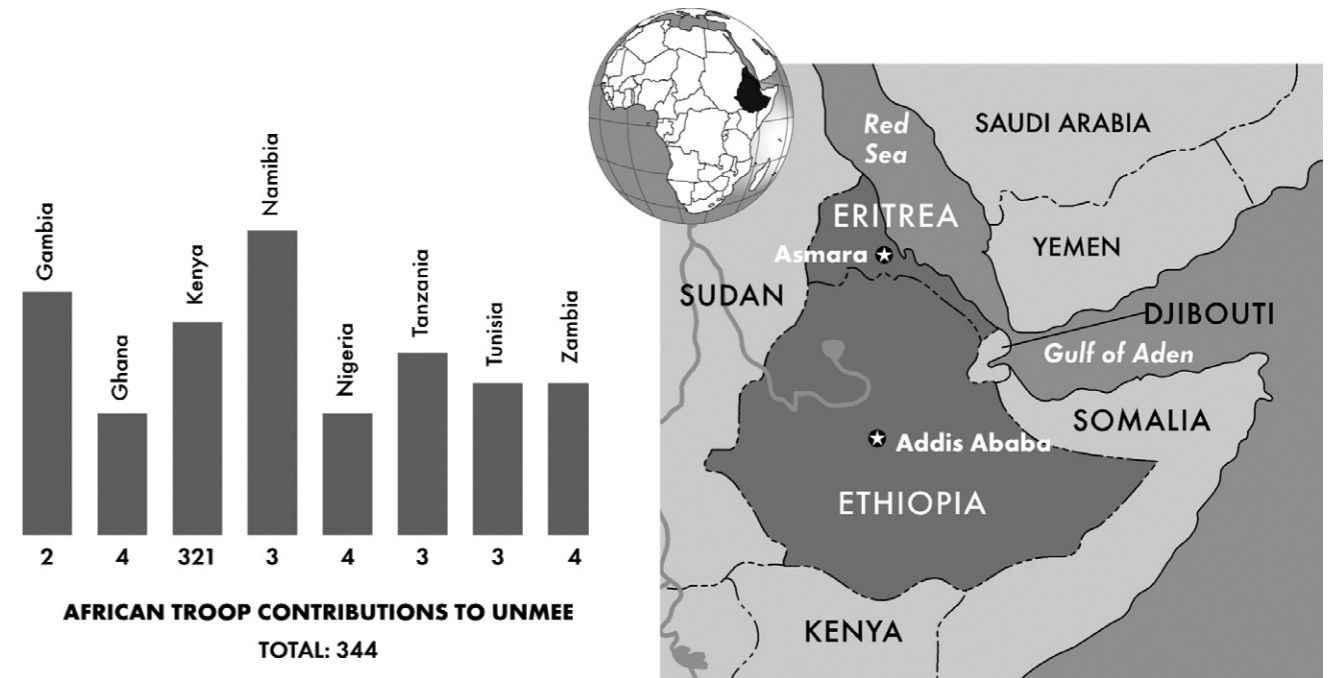 Gambia
Ghana
Kenya
Namibia
Nigeria
Tanzania
Tunisia
Zambia
2 4 321 3 4 3 3 4
AFRICAN TROOP CONTRIBUTIONS TO UNMEE
TOTAL: 344
Red
Sea
SAUDI ARABIA
ERITREA
Asmara
YEMEN
SUDAN
DJIBOUTI
Gulf of Aden
SOMALIA
Addis Ababa
ETHIOPIA
KENYA